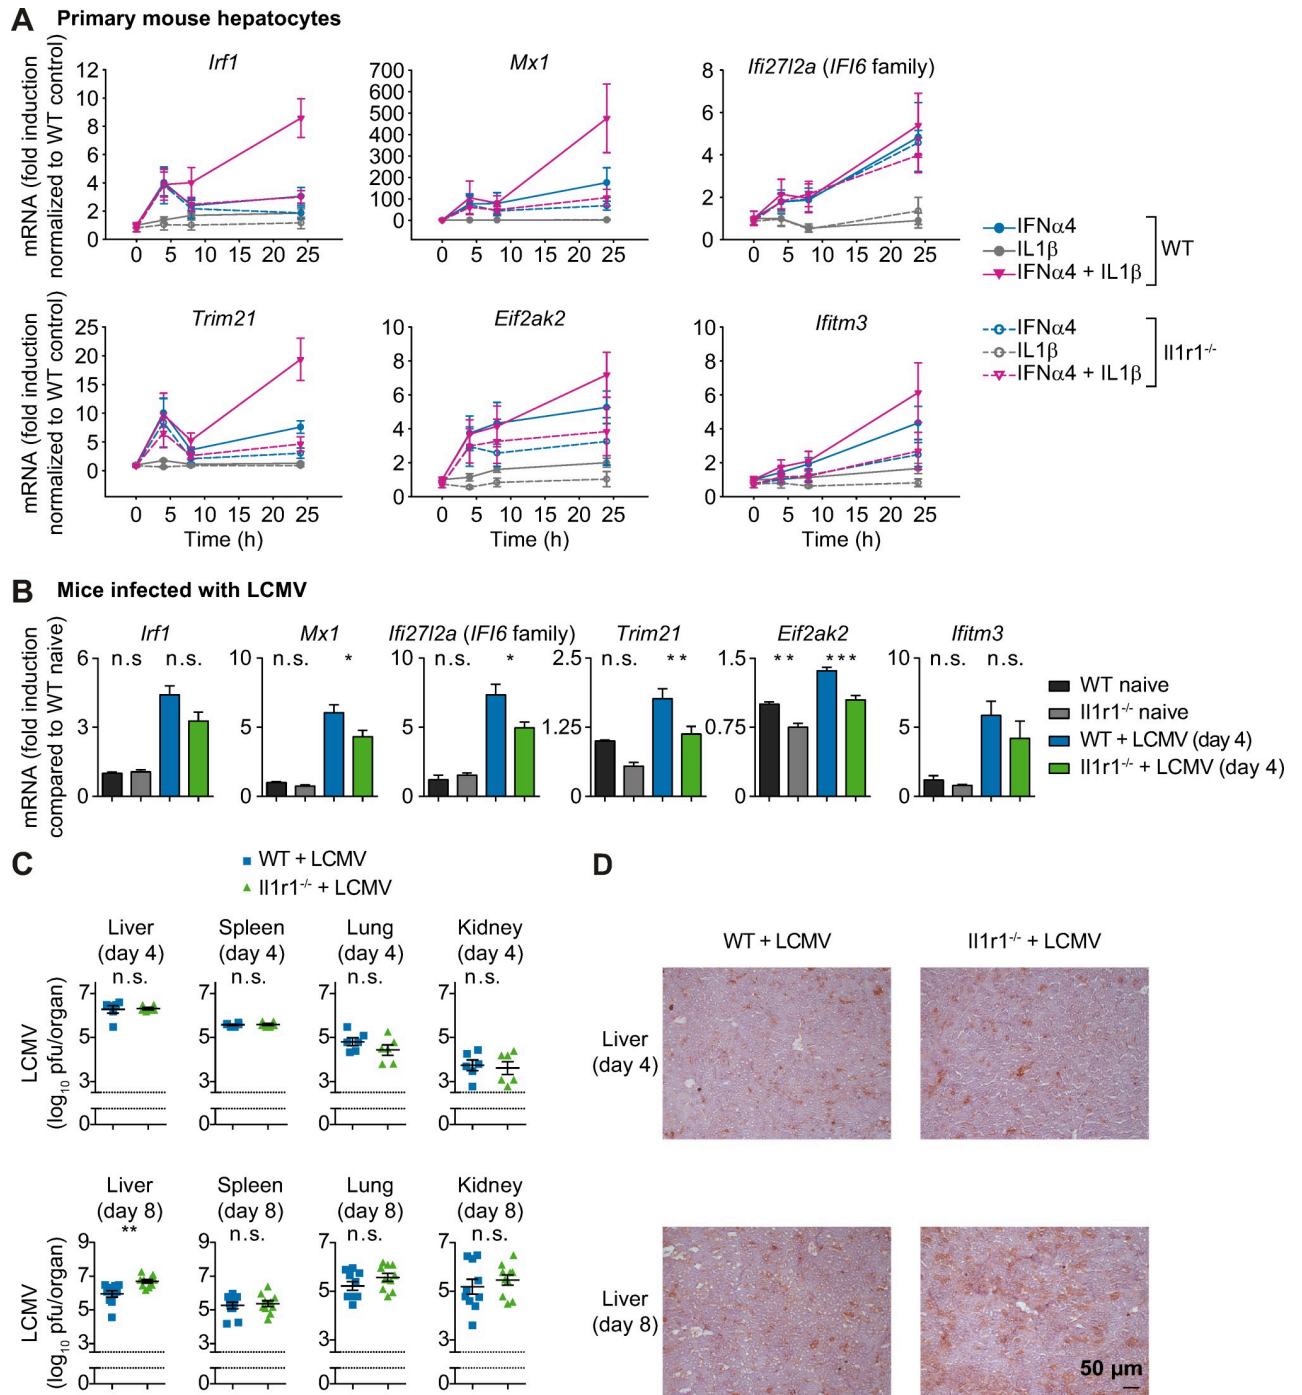 A Primary mouse hepatocytes
mRNA (fold induction
normalized to WT control)
Irf1
12
10
8
6
4
2
0
0 5 10 15 20 25
Mx1
700
600
500
400
300
200
100
0
0 5 10 15 20 25
Ifi27l2a (IFI6 family)
8
6
4
2
0
0 5 10 15 20 25
IFNα4
IL1β
IFNα4 + IL1β
WT
IFNα4
IL1β
IFNα4 + IL1β
Il1r1-/-
mRNA (fold induction
normalized to WT control)
Trim21
25
20
15
10
5
0
0 5 10 15 20 25
Time (h)
Eif2ak2
10
8
6
4
2
0
0 5 10 15 20 25
Time (h)
Ifitm3
10
8
6
4
2
0
0 5 10 15 20 25
Time (h)
B Mice infected with LCMV
mRNA (fold induction
compared to WT naive)
Irf1
n.s n.s.
6
3
0
Mx1
n.s. *
10
5
0
Ifi27l2a (IFI6 family)
n.s. *
10
5
0
Trim21
n.s. **
2.5
1.25
0
Eif2ak2
** ***
1.5
0.75
0
Ifitm3
n.s. n.s.
10
5
0
WT naive
Il1r1-/- naive
WT + LCMV (day 4)
Il1r1-/- + LCMV (day 4)
C
WT + LCMV
Il1r1-/- + LCMV
LCMV
(log10 pfu/organ)
Liver
(day 4)
n.s.
7
5
3
0
Spleen
(day 4)
n.s.
7
5
3
0
Lung
(day 4)
n.s.
7
5
3
0
Kidney
(day 4)
n.s.
7
5
3
0
LCMV
(log10 pfu/organ)
Liver
(day 8)
**
9
7
5
3
0
Spleen
(day 8)
n.s.
9
7
5
3
0
Lung
(day 8)
n.s.
7
5
3
0
Kidney
(day 8)
n.s.
7
5
3
0
D
WT + LCMV Il1r1-/- + LCMV
Liver
(day 4)
Liver
(day 8)
50 µm